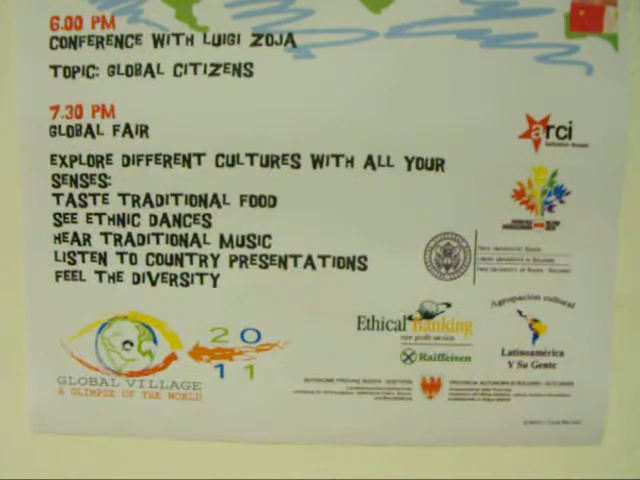 6.00 PM
CONFERENCE WITH LUIGI ZOJA
TOPIC: GLOBAL CITIZENS
7.30 PM
GLOBAL FAIR
EXPLORE DIFFERENT CULTURES WITH ALL YOUR
SENSES:
TASTE TRADITIONAL FOOD
SEE ETHNIC DANCES
HEAR TRADITIONAL MUSIC
LISTEN TO COUNTRY PRESENTATIONS
FEEL THE DIVERSITY
arci
Ethical Banking
Raiffeisen
Agrupación cultural
Latinoamérica
Y Su Gente
20
11
GLOBAL VILLAGE
A GLIMPSE OF THE WORLD